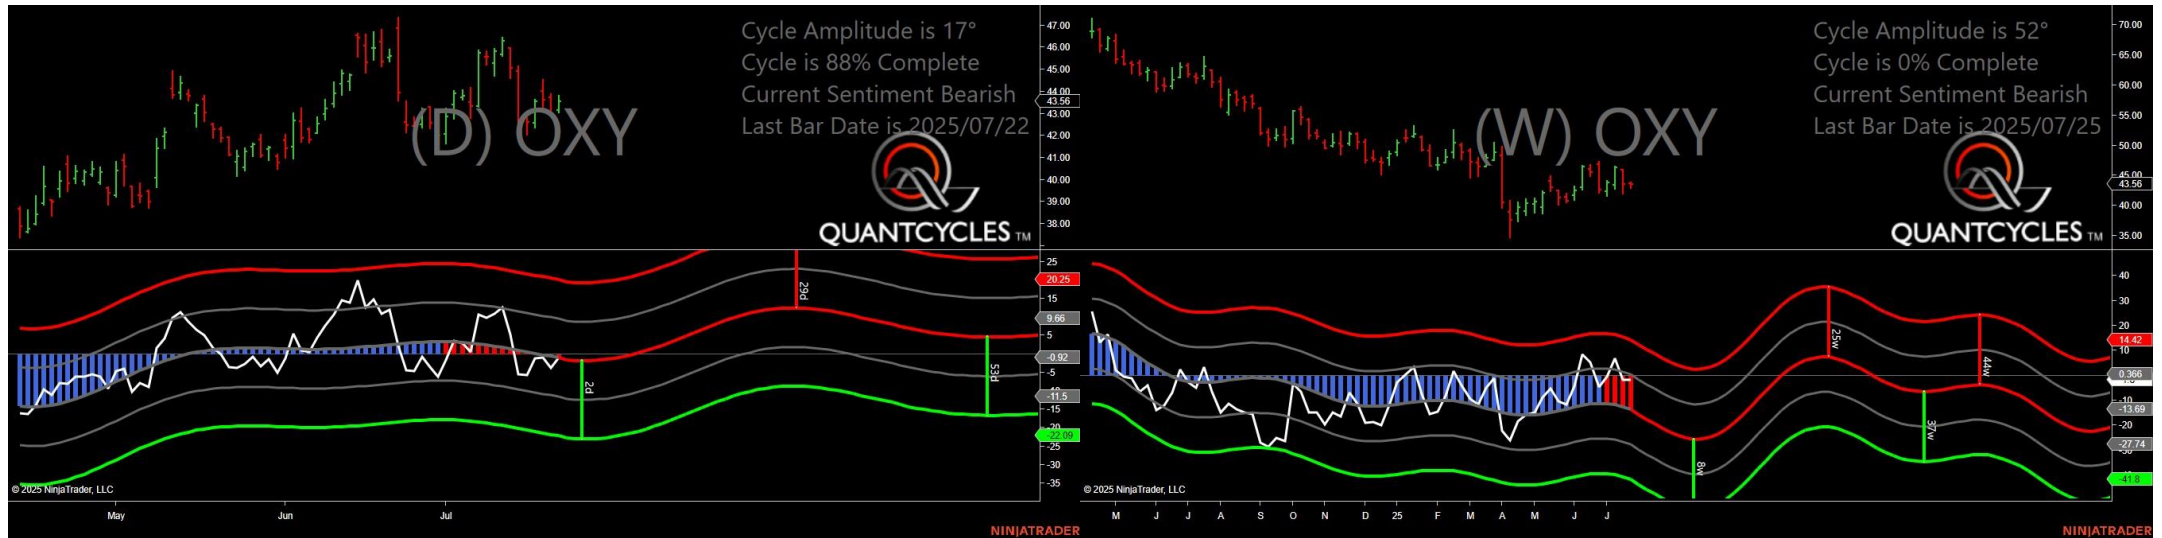 Cycle Amplitude is 17°
Cycle is 88% Complete
Current Sentiment Bearish
Last Bar Date is 2025/07/22
(D) OXY
QUANTCYCLES TM
47.00
46.00
45.00
44.00
43.56
43.00
42.00
41.00
40.00
39.00
38.00
25
20.25
15
9.66
5
-0.92
-5
-11.5
-15
-22.09
-25
-30
-35
2d
29d
53d
© 2025 NinjaTrader, LLC
May Jun Jul
NINJATRADER
Cycle Amplitude is 52°
Cycle is 0% Complete
Current Sentiment Bearish
Last Bar Date is 2025/07/25
(W) OXY
QUANTCYCLES TM
70.00
65.00
60.00
55.00
50.00
45.00
43.56
40.00
35.00
40
30
20
14.42
10
0.366
-10
-13.69
-20
-27.74
-41.8
8w
25w
37w
44w
© 2025 NinjaTrader, LLC
M J J A S O N D 25 F M A M J J
NINJATRADER